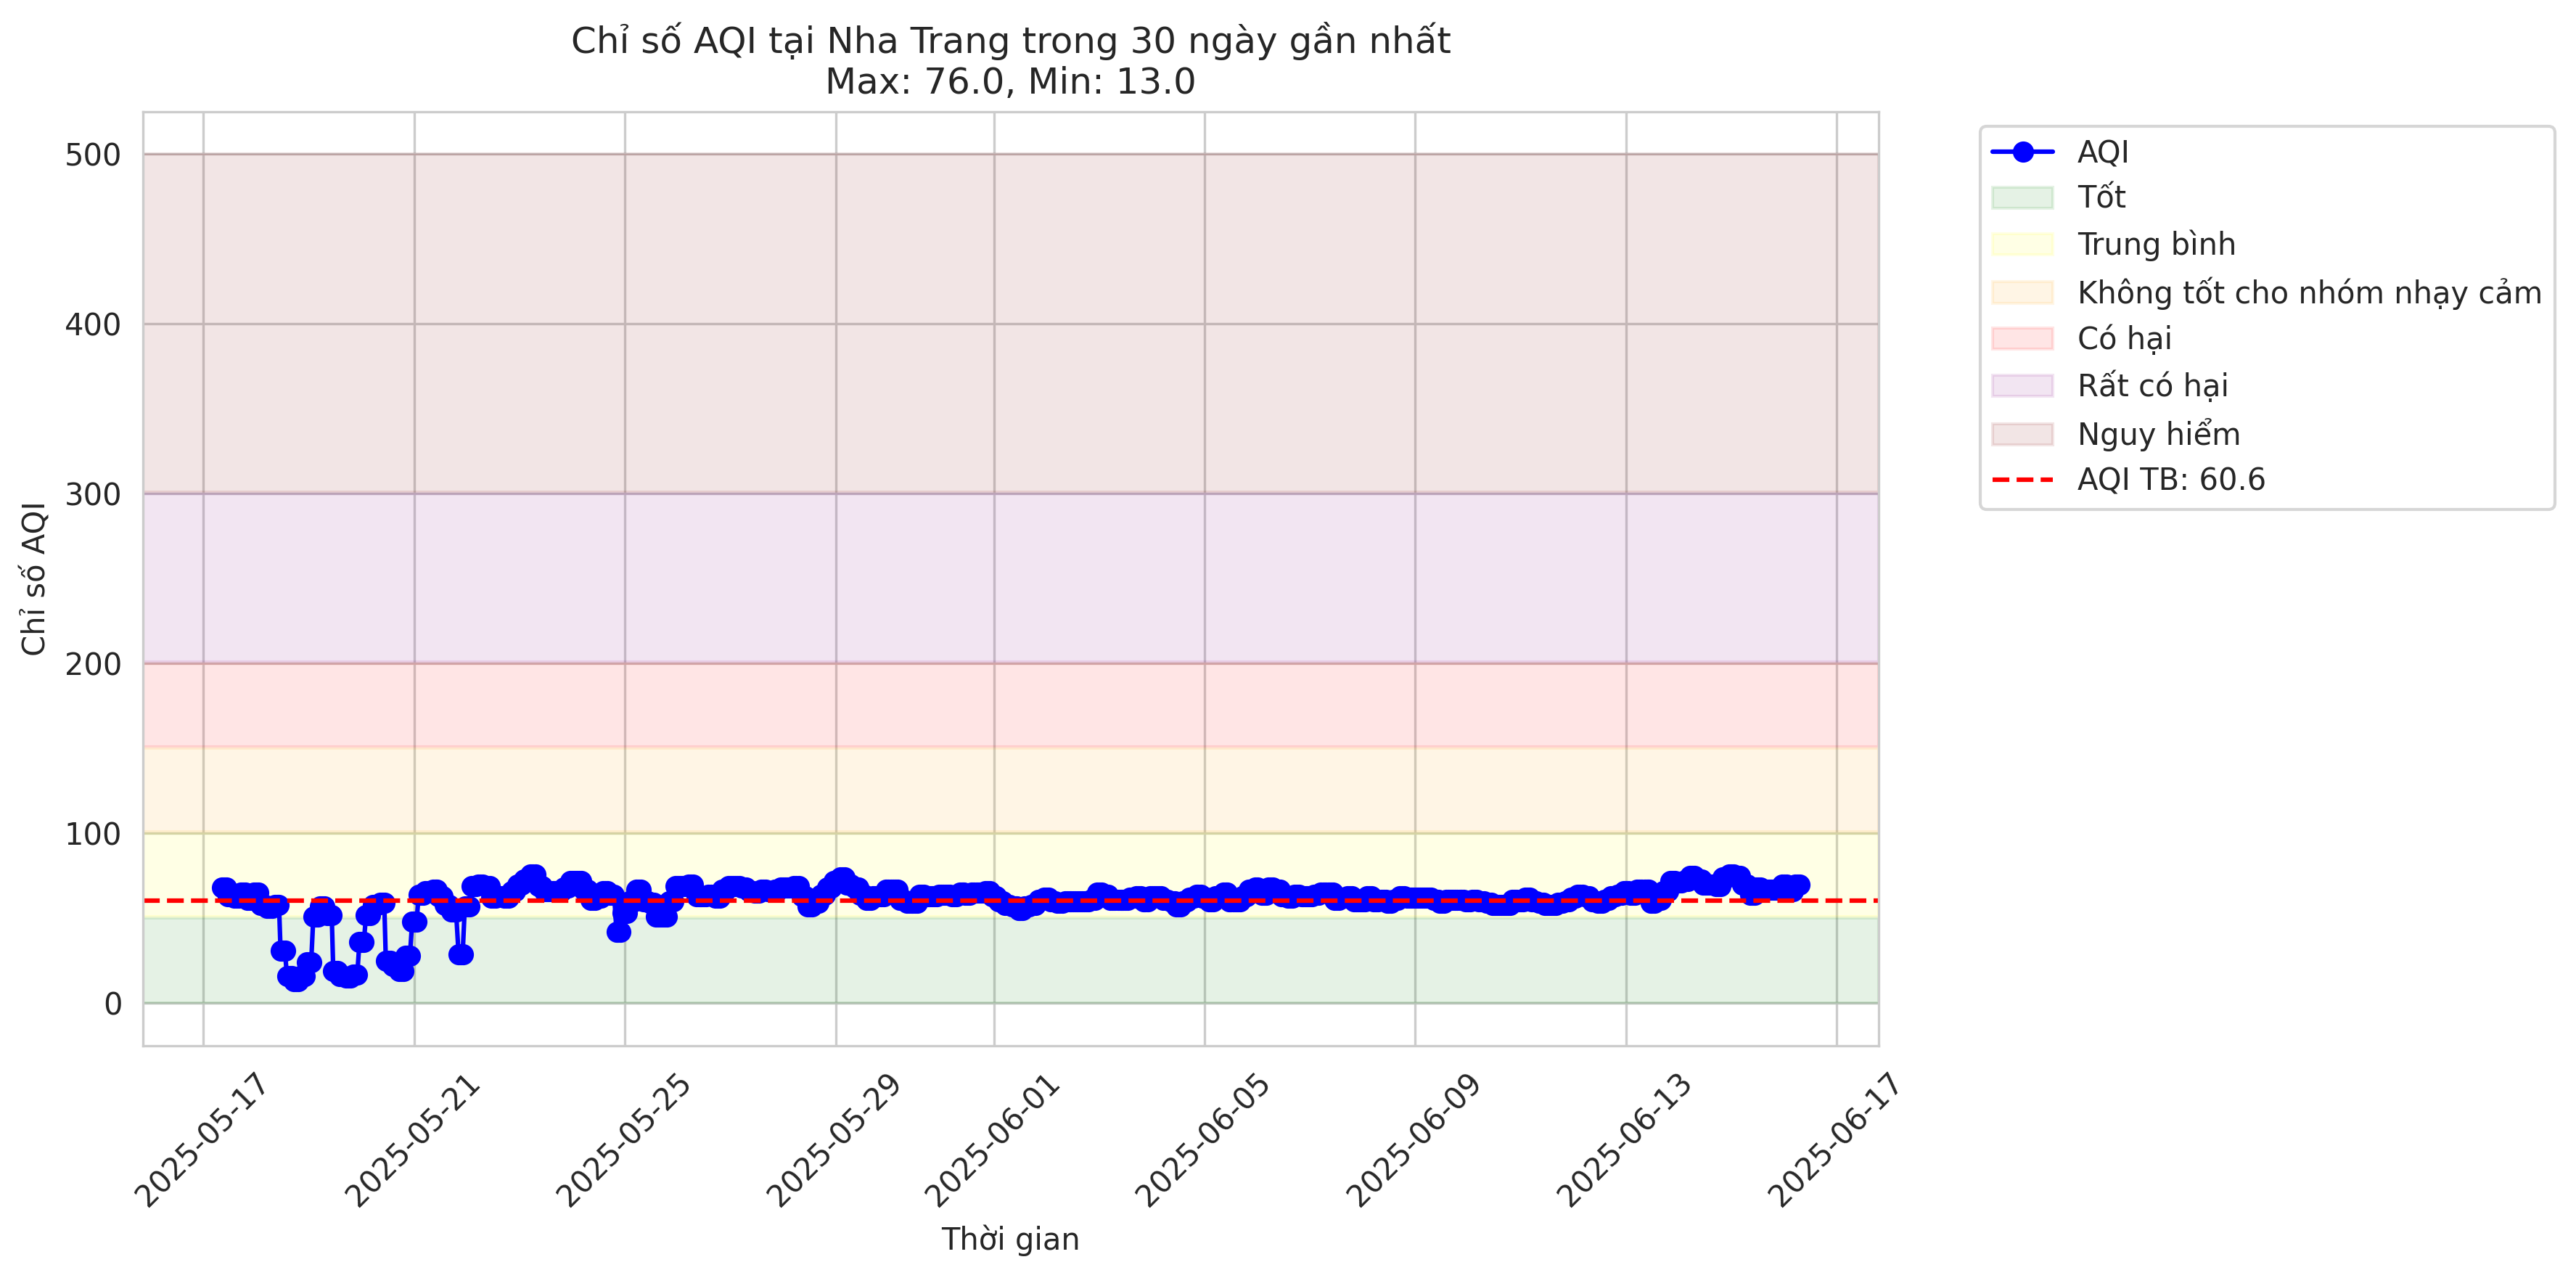 Chỉ số AQI tại Nha Trang trong 30 ngày gần nhất
Max: 76.0, Min: 13.0
Chỉ số AQI
500
400
300
200
100
0
2025-05-17
2025-05-21
2025-05-25
2025-05-29
2025-06-01
2025-06-05
2025-06-09
2025-06-13
2025-06-17
Thời gian
AQI
Tốt
Trung bình
Không tốt cho nhóm nhạy cảm
Có hại
Rất có hại
Nguy hiểm
AQI TB: 60.6